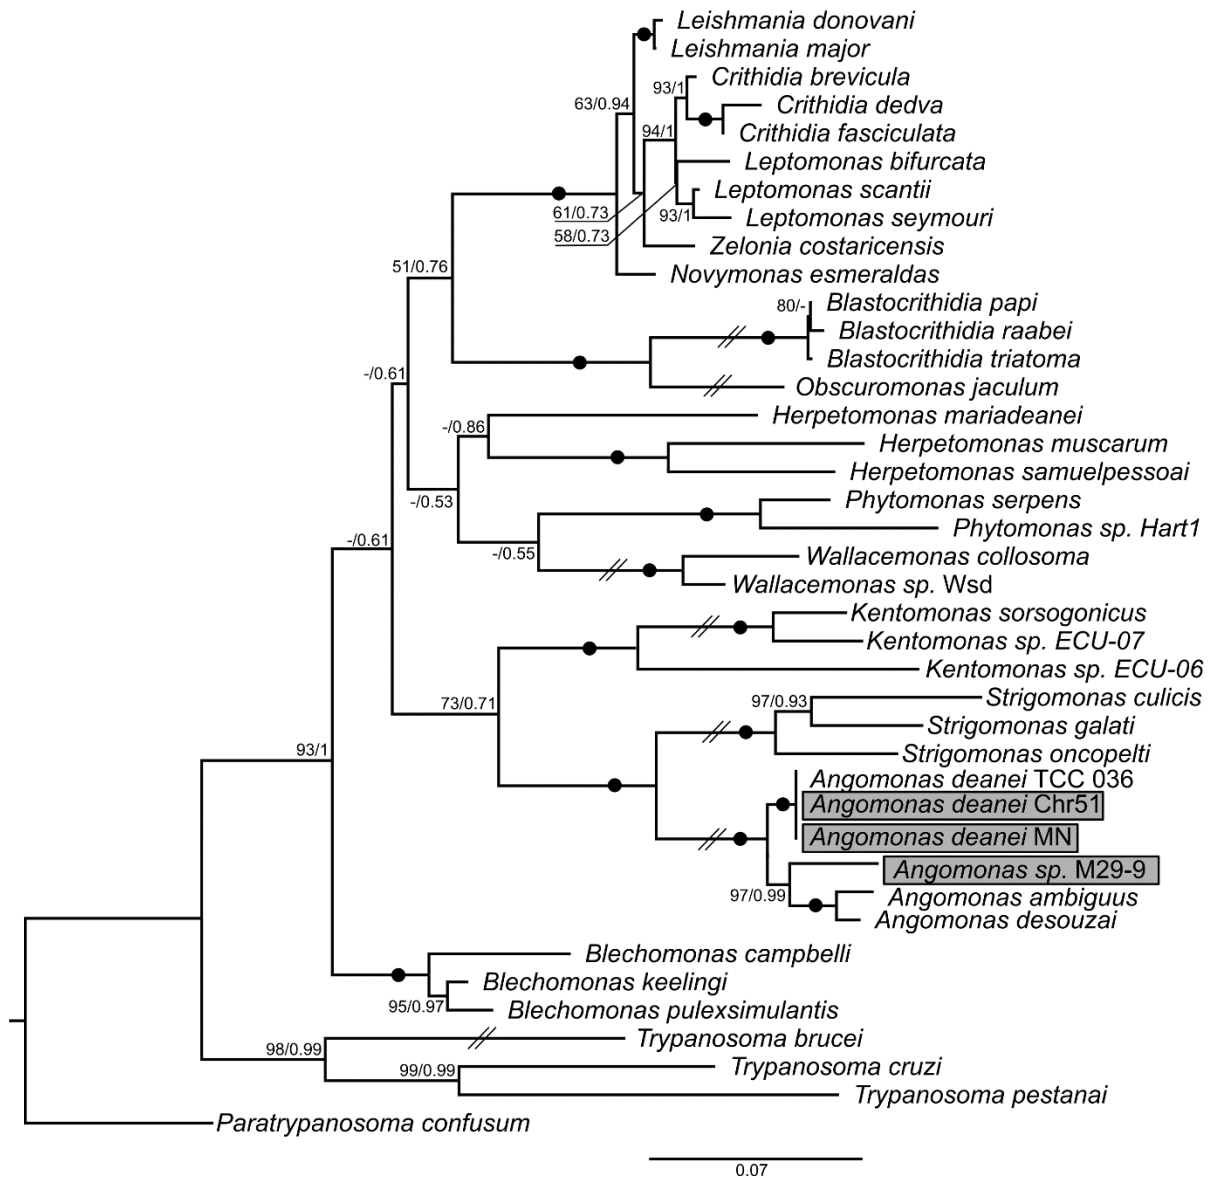 Leishmania donovani
Leishmania major
Crithidia brevicula
93/1
Crithidia dedva
63/0.94
Crithidia fasciculata
94/1
Leptomonas bifurcata
Leptomonas scantii
61/0.73
93/1
Leptomonas seymouri
58/0.73
Zelonia costaricensis
51/0.76
Novymonas esmeraldas
80/-
Blastocrithidia papi
Blastocrithidia raabei
Blastocrithidia triatoma
-/0.61
Obscuromonas jaculum
Herpetomonas mariadeanei
-/0.86
Herpetomonas muscarum
Herpetomonas samuelpessoai
-/0.53
Phytomonas serpens
Phytomonas sp. Hart1
-/0.61
-/0.55
Wallacemonas collosoma
Wallacemonas sp. Wsd
Kentomonas sorsogonicus
Kentomonas sp. ECU-07
Kentomonas sp. ECU-06
73/0.71
97/0.93
Strigomonas culicis
Strigomonas galati
Strigomonas oncopelti
93/1
Angomonas deanei TCC 036
Angomonas deanei Chr51
Angomonas deanei MN
Angomonas sp. M29-9
97/0.99
Angomonas ambiguus
Angomonas desouzai
Blechomonas campbelli
Blechomonas keelingi
95/0.97
Blechomonas pulexsimulantis
Trypanosoma brucei
98/0.99
99/0.99
Trypanosoma cruzi
Trypanosoma pestanai
Paratrypanosoma confusum
0.07